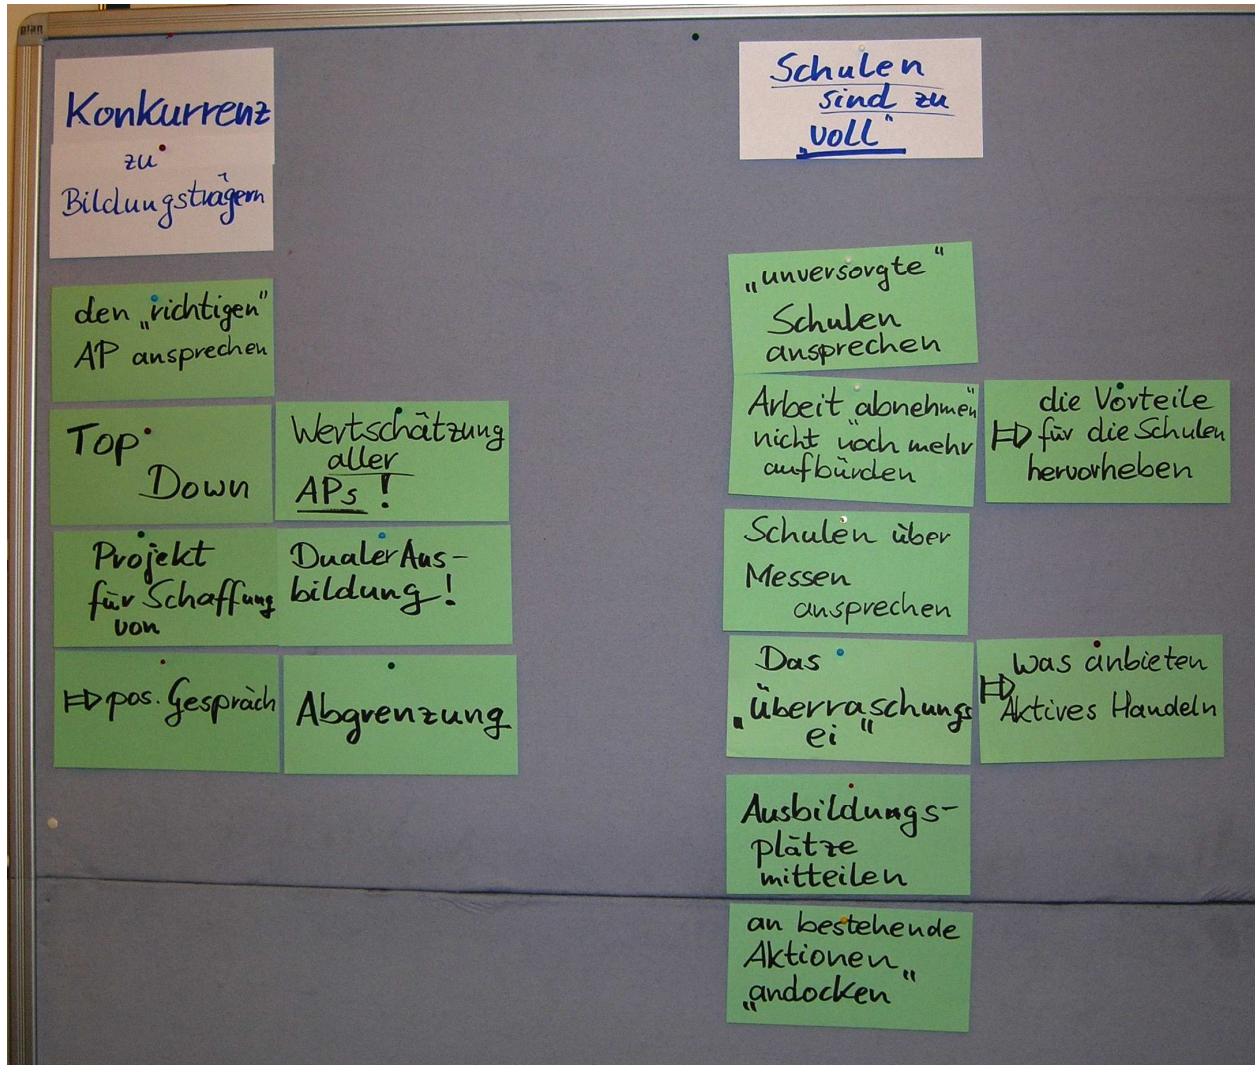 plan
Konkurrenz
zu
Bildungsträgern
den „richtigen"
AP ansprechen
Top
Down
Wertschätzung
aller
APs !
Projekt
für Schaffung
von
Dualer Aus-
bildung!
⇒ pos. Gespräch
Abgrenzung
Schulen
sind zu
„voll"
„unversorgte"
Schulen
ansprechen
Arbeit „abnehmen"
nicht noch mehr
aufbürden
die Vorteile
⇒ für die Schulen
hervorheben
Schulen über
Messen
ansprechen
Das
„überraschungs
ei"
was anbieten
⇒ Aktives Handeln
Ausbildungs-
plätze
mitteilen
an bestehende
Aktionen
„andocken"